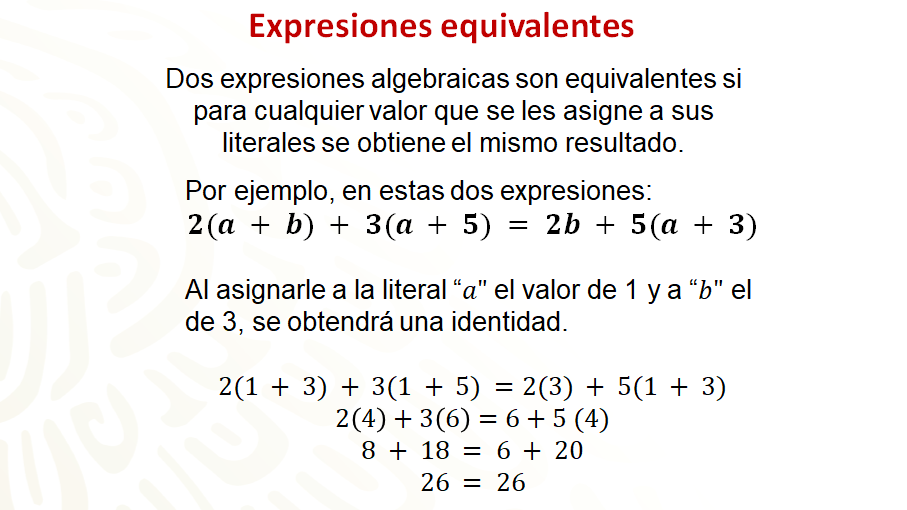 Expresiones equivalentes
Dos expresiones algebraicas son equivalentes si
para cualquier valor que se les asigne a sus
literales se obtiene el mismo resultado.
Por ejemplo, en estas dos expresiones:
2(a + b) + 3(a + 5) = 2b + 5(a + 3)
Al asignarle a la literal “a" el valor de 1 y a “b" el
de 3, se obtendrá una identidad.
2(1 + 3) + 3(1 + 5) = 2(3) + 5(1 + 3)
2(4) + 3(6) = 6 + 5 (4)
8 + 18 = 6 + 20
26 = 26